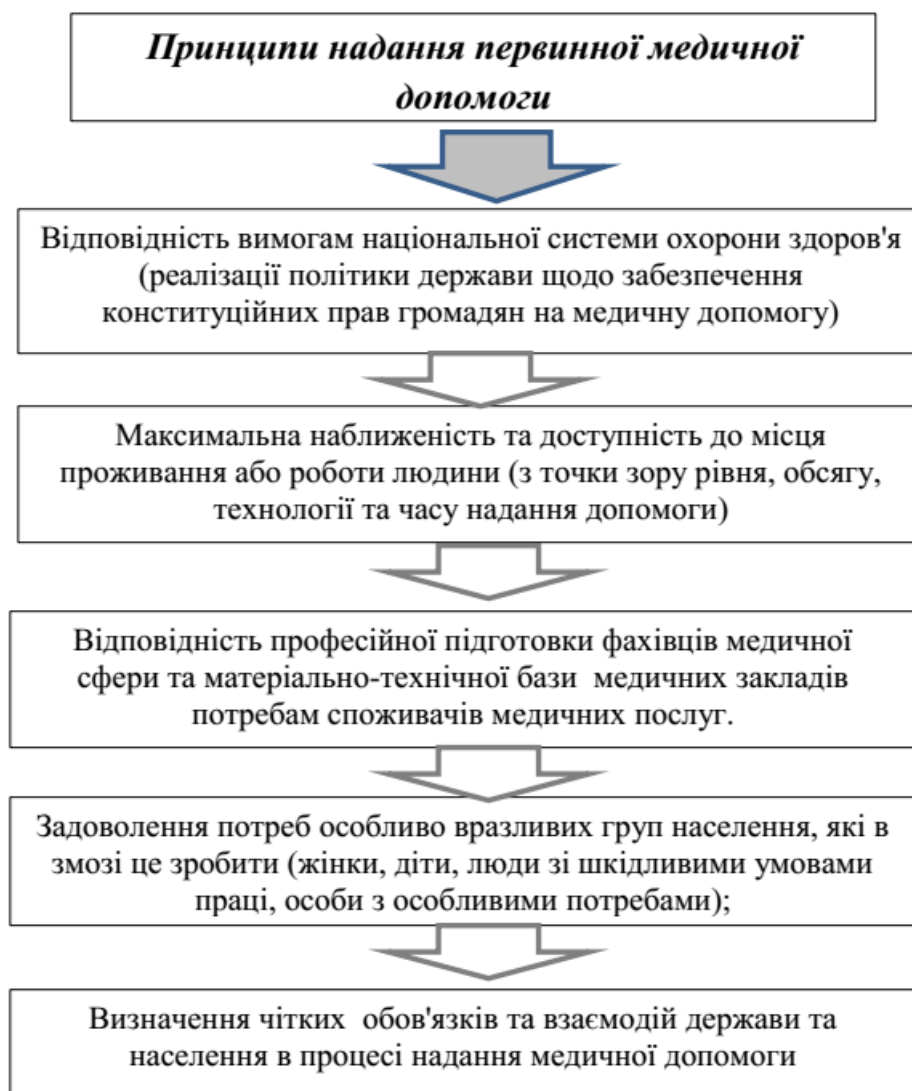 Принципи надання первинної медичної
допомоги
Відповідність вимогам національної системи охорони здоров'я
(реалізації політики держави щодо забезпечення
конституційних прав громадян на медичну допомогу)
Максимальна наближеність та доступність до місця
проживання або роботи людини (з точки зору рівня, обсягу,
технології та часу надання допомоги)
Відповідність професійної підготовки фахівців медичної
сфери та матеріально-технічної бази медичних закладів
потребам споживачів медичних послуг.
Задоволення потреб особливо вразливих груп населення, які в
змозі це зробити (жінки, діти, люди зі шкідливими умовами
праці, особи з особливими потребами);
Визначення чітких обов'язків та взаємодій держави та
населення в процесі надання медичної допомоги